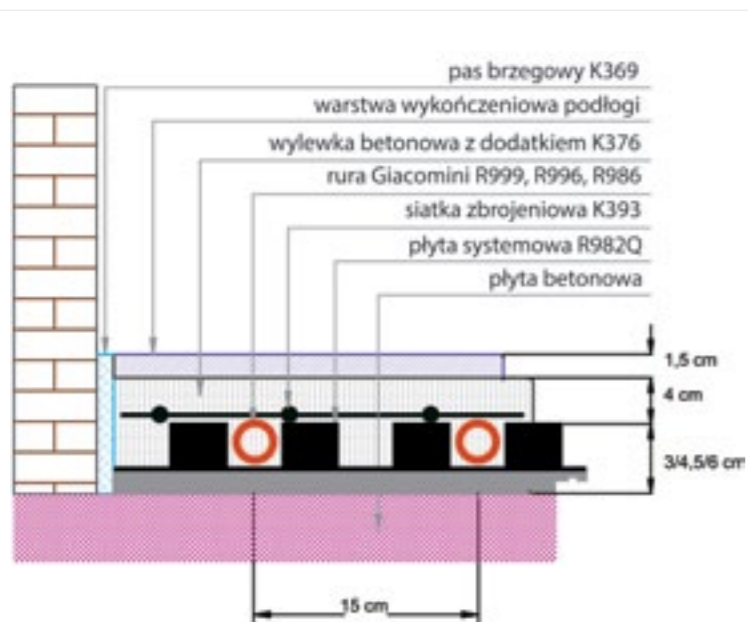 pas brzegowy K369
warstwa wykończeniowa podłogi
wylewka betonowa z dodatkiem K376
rura Giacomini R999, R996, R986
siatka zbrojeniowa K393
płyta systemowa R982Q
płyta betonowa
1,5 cm
4 cm
3/4,5/6 cm
15 cm